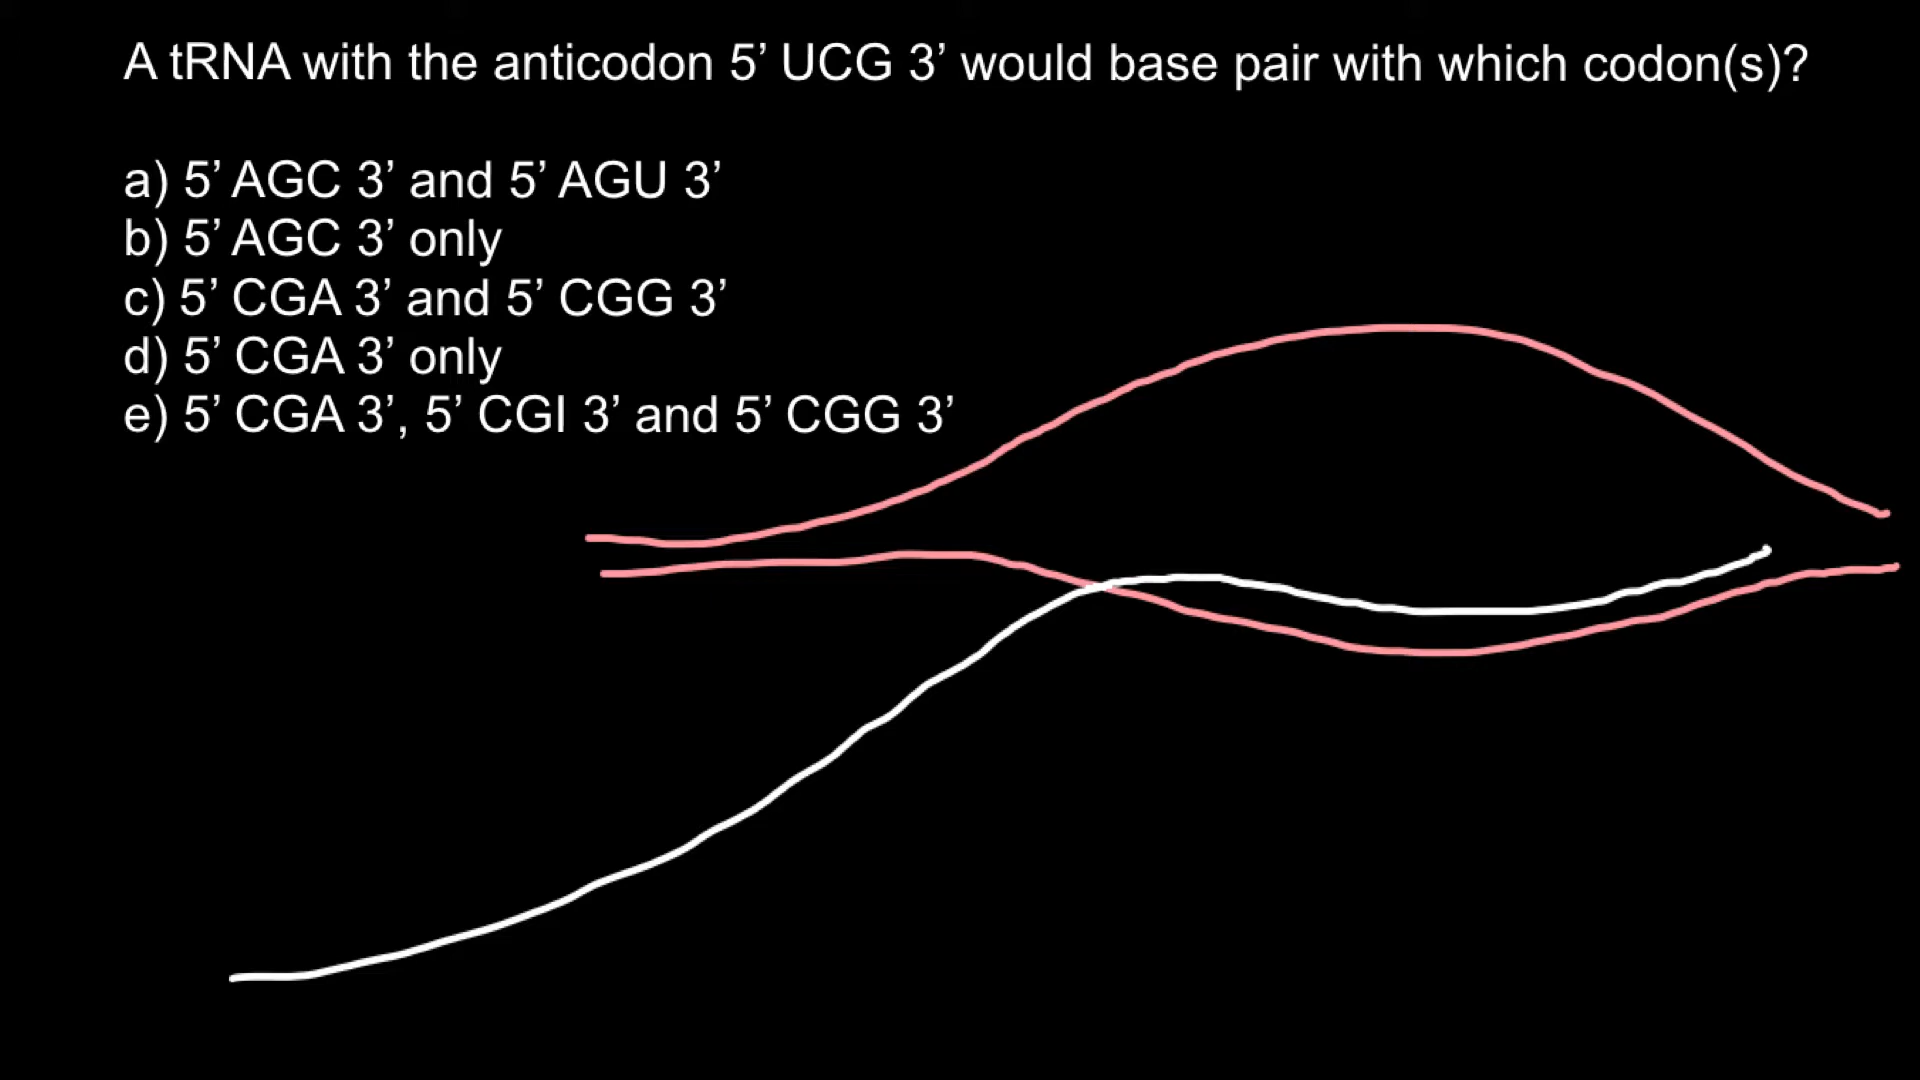 A tRNA with the anticodon 5’ UCG 3’ would base pair with which codon(s)?
a) 5’ AGC 3’ and 5’ AGU 3’
b) 5’ AGC 3’ only
c) 5’ CGA 3’ and 5’ CGG 3’
d) 5’ CGA 3’ only
e) 5’ CGA 3’, 5’ CGI 3’ and 5’ CGG 3’